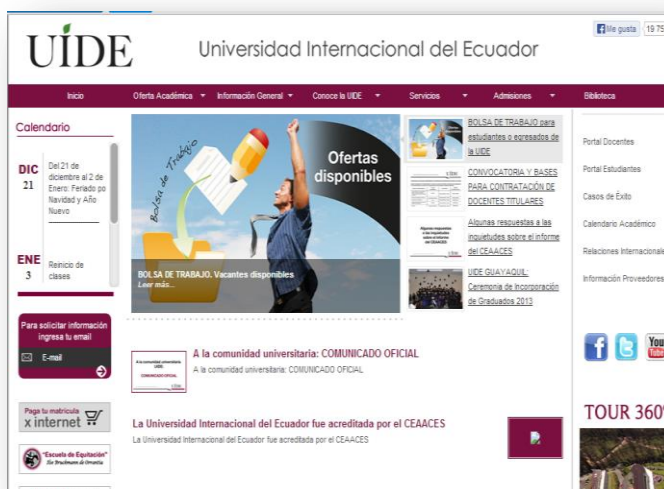 UIDE
Universidad Internacional del Ecuador
Me gusta
Inicio
Oferta Académica
Información General
Conoce la UIDE
Servicios
Admisiones
Biblioteca
Calendario
DIC
21
Del 21 de
diciembre al 2 de
Enero: Feriado po
Navidad y Año
Nuevo
ENE
3
Reinicio de
clases
Bolsa de Trabajo
Ofertas
disponibles
BOLSA DE TRABAJO. Vacantes disponibles
Leer más...
BOLSA DE TRABAJO para
estudiantes o egresados de
la UIDE
CONVOCATORIA Y BASES
PARA CONTRATACIÓN DE
DOCENTES TITULARES
Algunas respuestas a las
inquietudes sobre el informe
del CEAACES
UIDE GUAYAQUIL:
Ceremonia de Incorporación
de Graduados 2013
Portal Docentes
Portal Estudiantes
Casos de Éxito
Calendario Académico
Relaciones Internacionale
Información Proveedores
You
Tube
TOUR 360º
Para solicitar información
ingresa tu email
E-mail
A la comunidad universitaria: COMUNICADO OFICIAL
A la comunidad universitaria: COMUNICADO OFICIAL
Paga tu matrícula
x internet
La Universidad Internacional del Ecuador fue acreditada por el CEAACES
La Universidad Internacional del Ecuador fue acreditada por el CEAACES
"Escuela de Equitación"